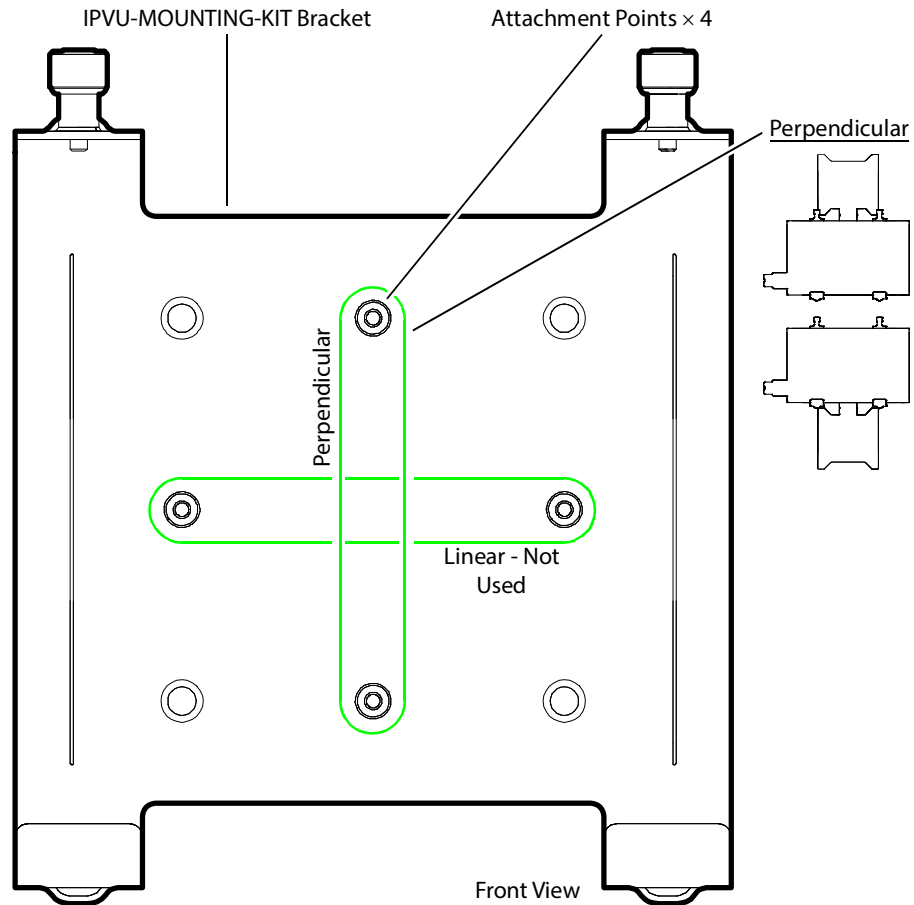 IPVU-MOUNTING-KIT Bracket
Attachment Points × 4
Perpendicular
Perpendicular
Linear - Not
Used
Front View